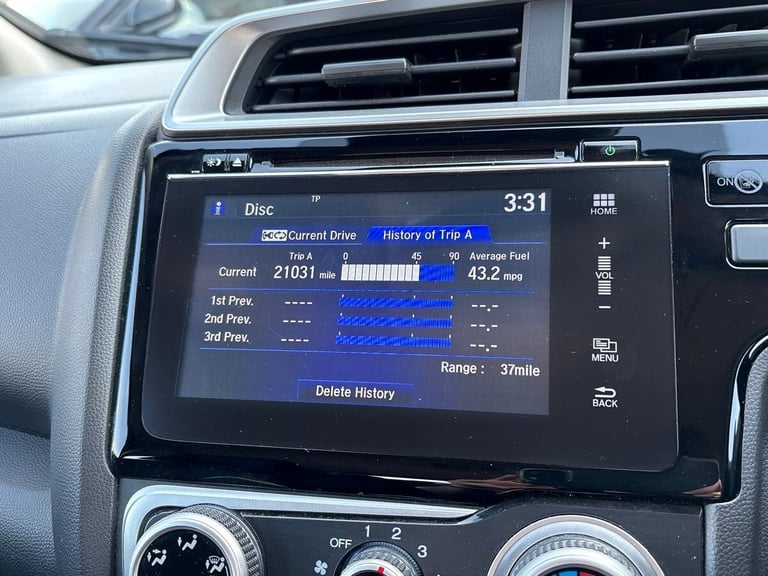 TP
Disc 3:31
HOME
ON
Current Drive History of Trip A
Trip A 0 45 90 Average Fuel
Current 21031 mile 43.2 mpg
VOL
1st Prev. ---- --.-
2nd Prev. ---- --.-
3rd Prev. ---- --.-
Range : 37mile
MENU
Delete History
BACK
OFF 1 2 3